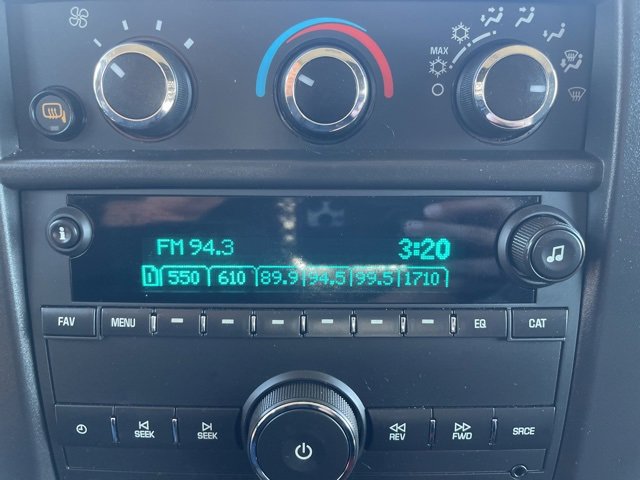 MAX
FM 94.3 3:20
1 550 610 89.9 94.5 99.5 1710
FAV MENU EQ CAT
SEEK SEEK REV FWD SRCE